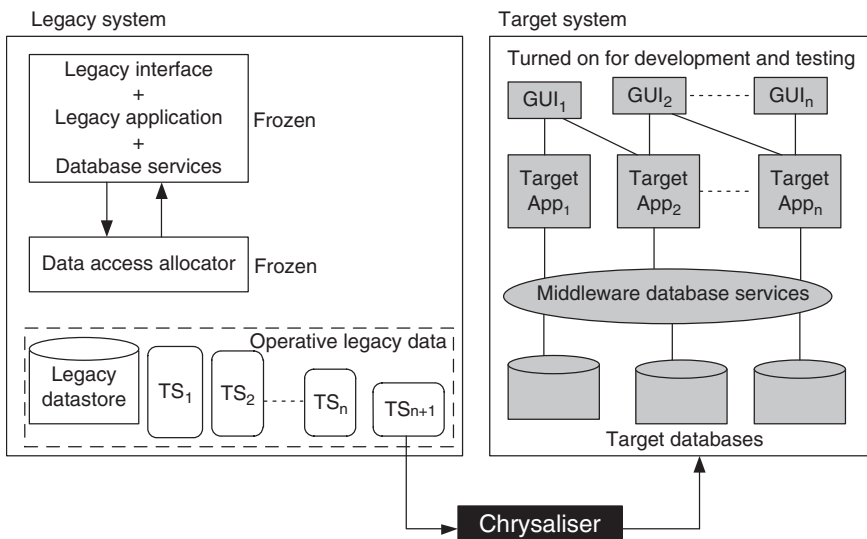 Legacy system
Legacy interface
+
Legacy application
+
Database services
Frozen
Data access allocator
Frozen
Operative legacy data
Legacy
datastore
TS1
TS2
TSn
TSn+1
Target system
Turned on for development and testing
GUI1
GUI2
GUIn
Target
App1
Target
App2
Target
Appn
Middleware database services
Target databases
Chrysaliser